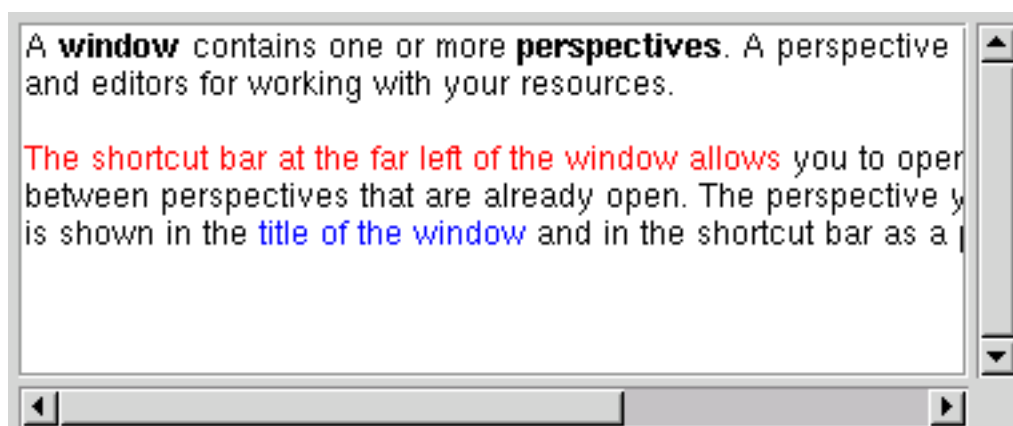 A window contains one or more perspectives. A perspective
and editors for working with your resources.
The shortcut bar at the far left of the window allows you to
between perspectives that are already open. The perspective
is shown in the title of the window and in the shortcut bar as a